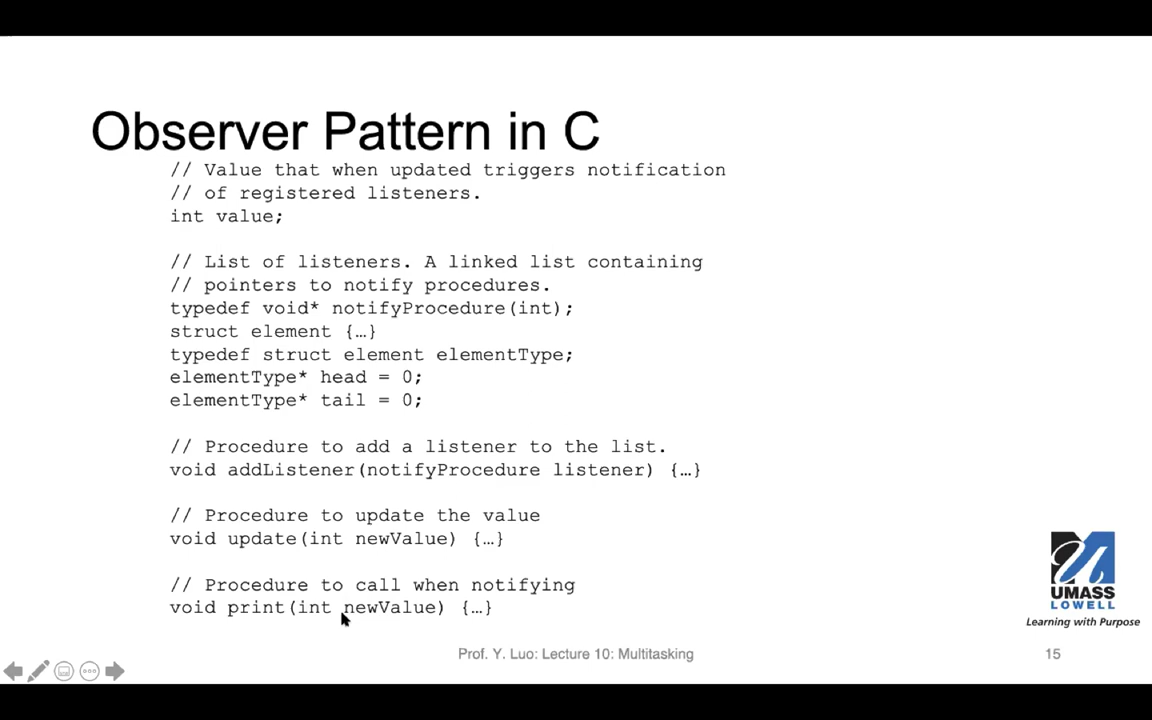 Observer Pattern in C
// Value that when updated triggers notification
// of registered listeners.
int value;
// List of listeners. A linked list containing
// pointers to notify procedures.
typedef void* notifyProcedure(int);
struct element {…}
typedef struct element elementType;
elementType* head = 0;
elementType* tail = 0;
// Procedure to add a listener to the list.
void addListener(notifyProcedure listener) {…}
// Procedure to update the value
void update(int newValue) {…}
// Procedure to call when notifying
void print(int newValue) {…}
UMASS
LOWELL
Learning with Purpose
Prof. Y. Luo: Lecture 10: Multitasking
15